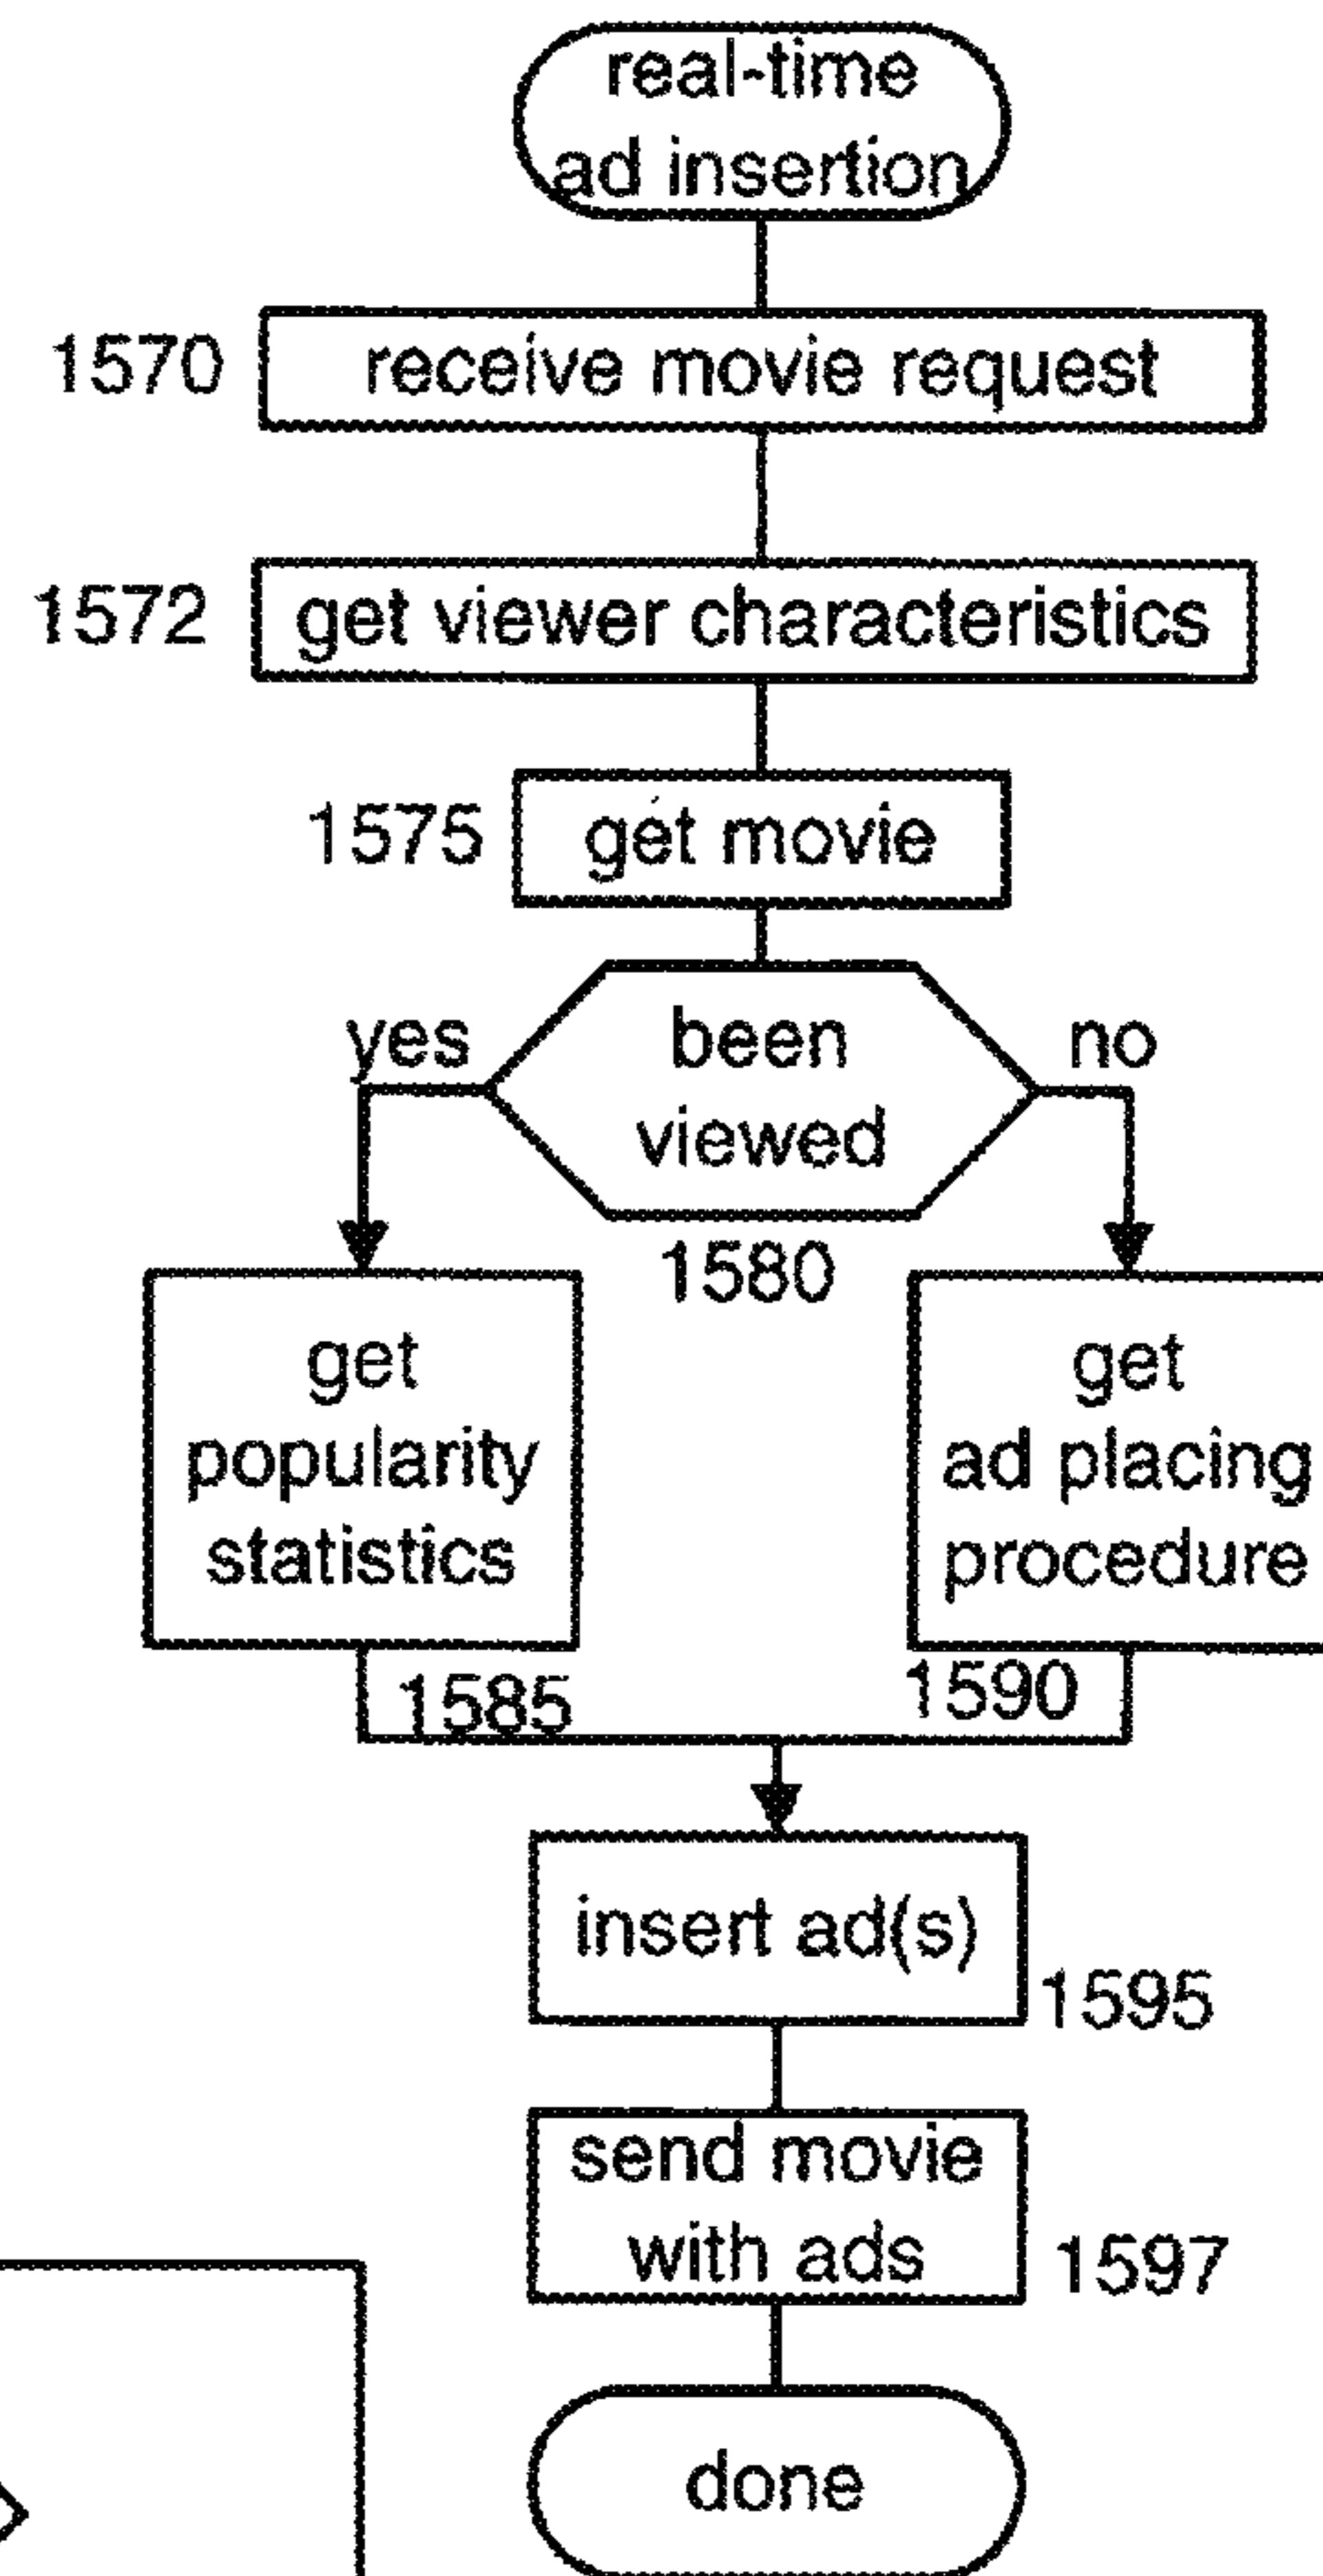 real-time
ad insertion
1570
receive movie request
1572
get viewer characteristics
1575
get movie
yes
been
viewed
no
1580
get
popularity
statistics
1585
get
ad placing
procedure
1590
insert ad(s)
1595
send movie
with ads
1597
done